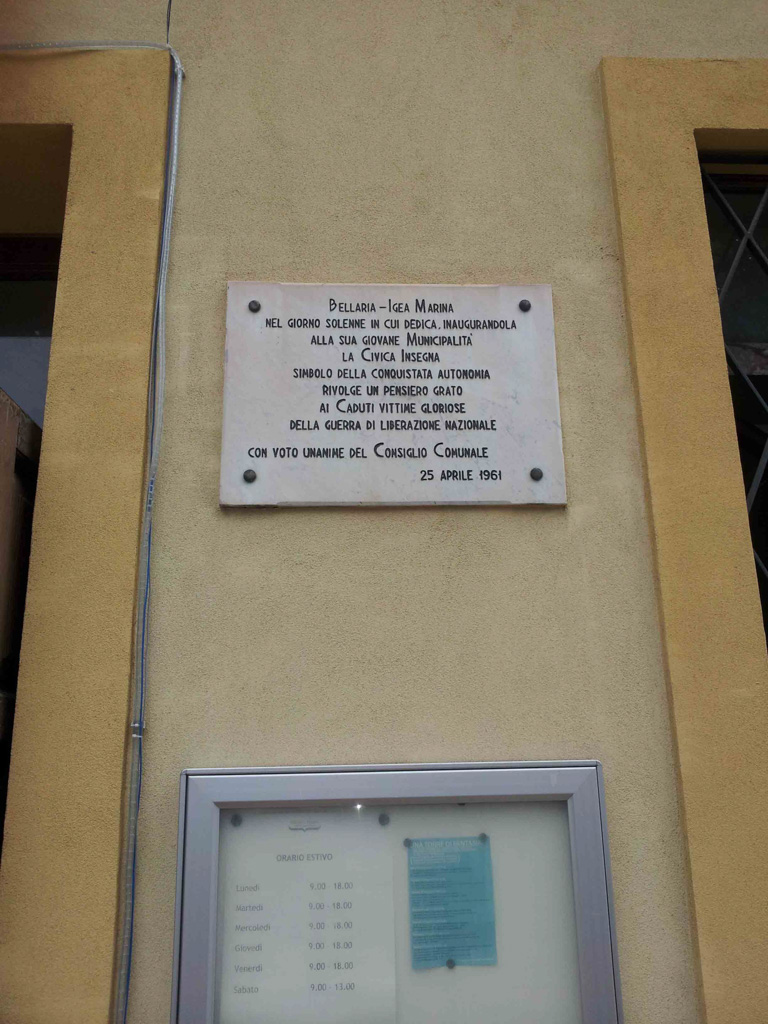 Bellaria - Igea Marina
nel giorno solenne in cui dedica, inaugurandola
alla sua giovane Municipalità
la Civica Insegna
simbolo della conquistata autonomia
rivolge un pensiero grato
ai Caduti vittime gloriose
della guerra di liberazione nazionale
con voto unanime del Consiglio Comunale
25 aprile 1961
ORARIO ESTIVO
Lunedì 9.00 - 18.00
Martedì 9.00 - 18.00
Mercoledì 9.00 - 18.00
Giovedì 9.00 - 18.00
Venerdì 9.00 - 18.00
Sabato 9.00 - 13.00